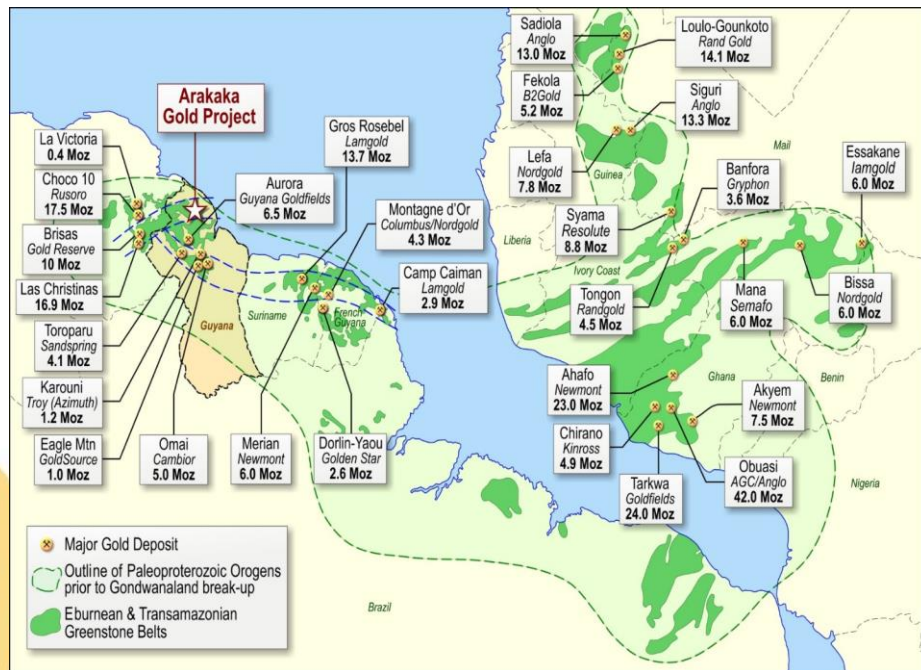 Sadiola
Anglo
13.0 Moz
Loulo-Gounkoto
Rand Gold
14.1 Moz
Fekola
B2Gold
5.2 Moz
Siguri
Anglo
13.3 Moz
Arakaka
Gold Project
Gros Rosebel
Lamgold
13.7 Moz
La Victoria
0.4 Moz
Choco 10
Rusoro
17.5 Moz
Aurora
Guyana Goldfields
6.5 Moz
Lefa
Nordgold
7.8 Moz
Guinea
Mail
Banfora
Gryphon
3.6 Moz
Essakane
Iamgold
6.0 Moz
Montagne d'Or
Columbus/Nordgold
4.3 Moz
Syama
Resolute
8.8 Moz
Liberia
Ivory Coast
Brisas
Gold Reserve
10 Moz
Camp Caiman
Lamgold
2.9 Moz
Las Christinas
16.9 Moz
Tongon
Randgold
4.5 Moz
Mana
Semafo
6.0 Moz
Bissa
Nordgold
6.0 Moz
Guyana
Suriname
French
Guyana
Toroparu
Sandspring
4.1 Moz
Karouni
Troy (Azimuth)
1.2 Moz
Eagle Mtn
GoldSource
1.0 Moz
Omai
Cambior
5.0 Moz
Merian
Newmont
6.0 Moz
Dorlin-Yaou
Golden Star
2.6 Moz
Ahafo
Newmont
23.0 Moz
Ghana
Benin
Akyem
Newmont
7.5 Moz
Chirano
Kinross
4.9 Moz
Tarkwa
Goldfields
24.0 Moz
Obuasi
AGC/Anglo
42.0 Moz
Nigeria
Brazil
Major Gold Deposit
Outline of Paleoproterozoic Orogens
prior to Gondwanaland break-up
Eburnean & Transamazonian
Greenstone Belts